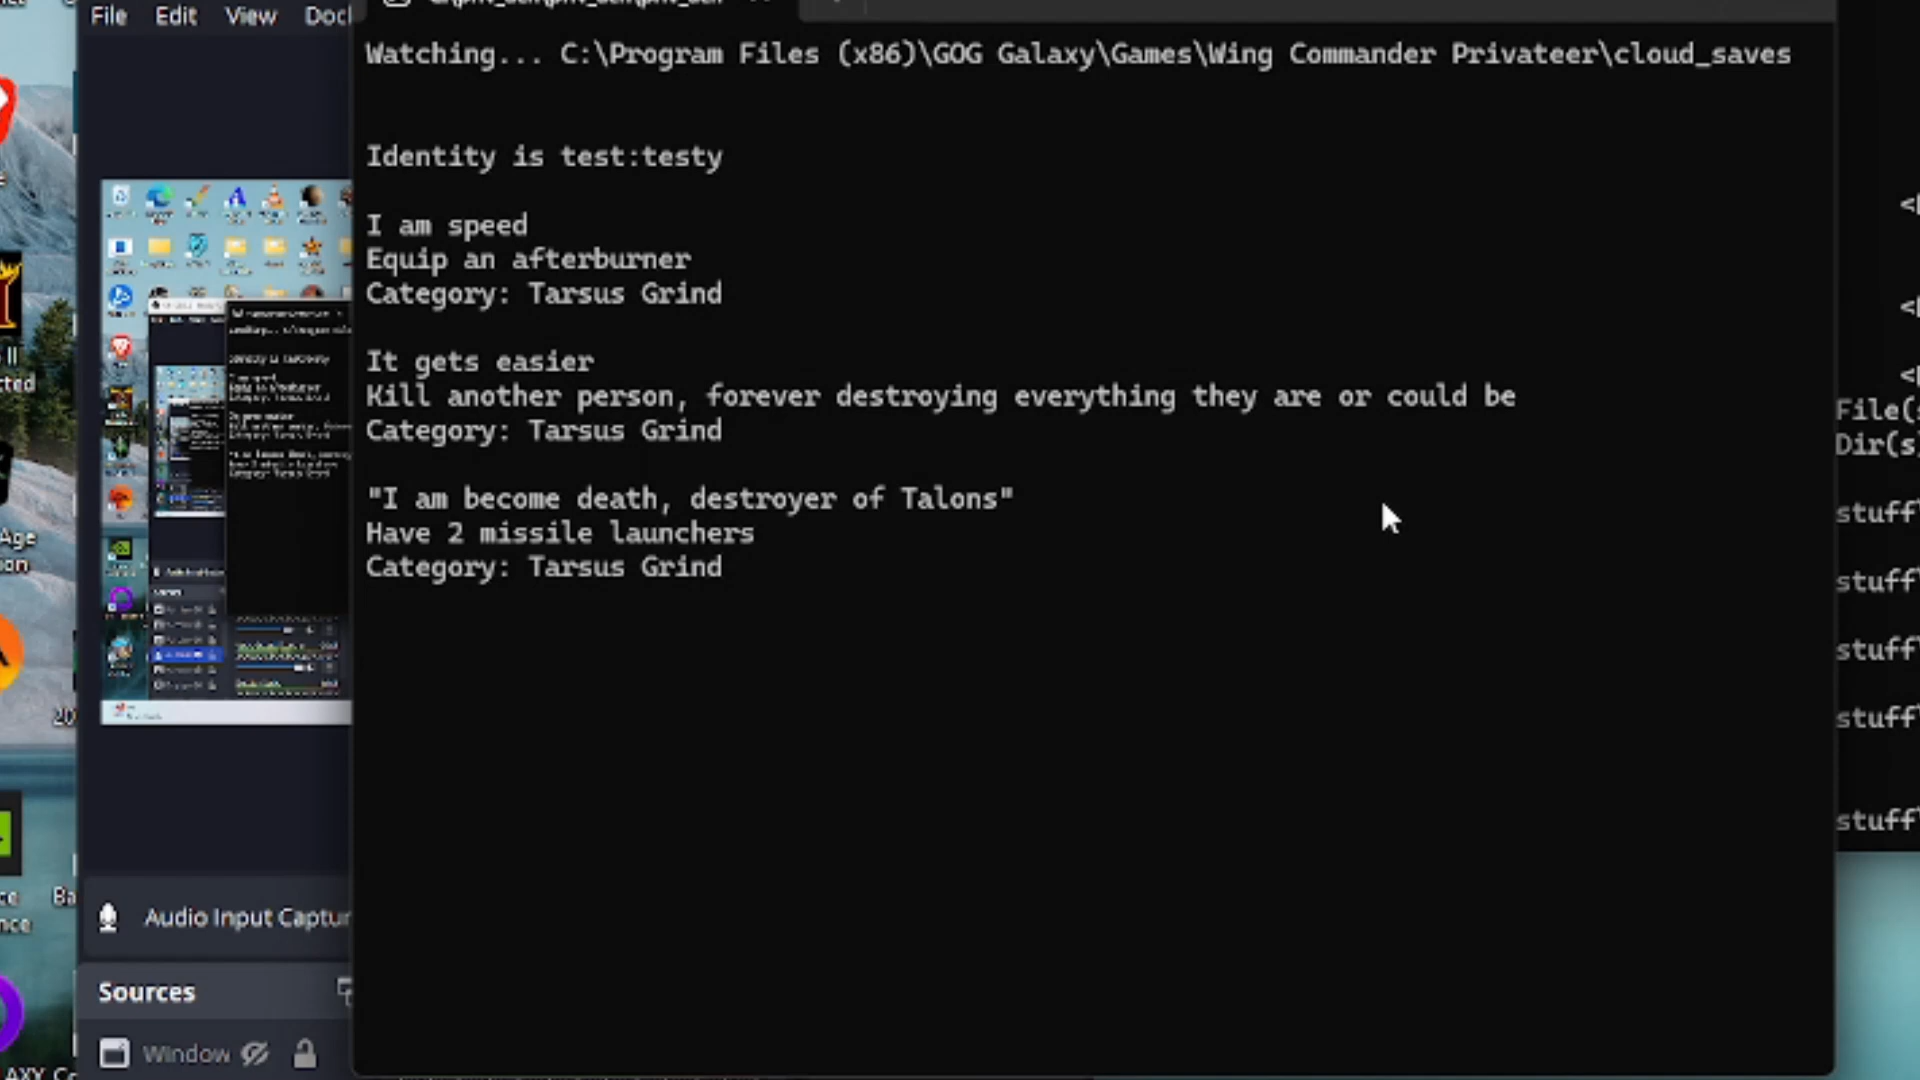 File Edit View
Watching... C:\Program Files (x86)\GOG Galaxy\Games\Wing Commander Privateer\cloud_saves
Identity is test:testy
I am speed
Equip an afterburner
Category: Tarsus Grind
It gets easier
Kill another person, forever destroying everything they are or could be
Category: Tarsus Grind
"I am become death, destroyer of Talons"
Have 2 missile launchers
Category: Tarsus Grind
File(s
Dir(s)
stuff\
stuff\
stuff\
stuff\
stuff\
Audio Input Captur
Sources
Window